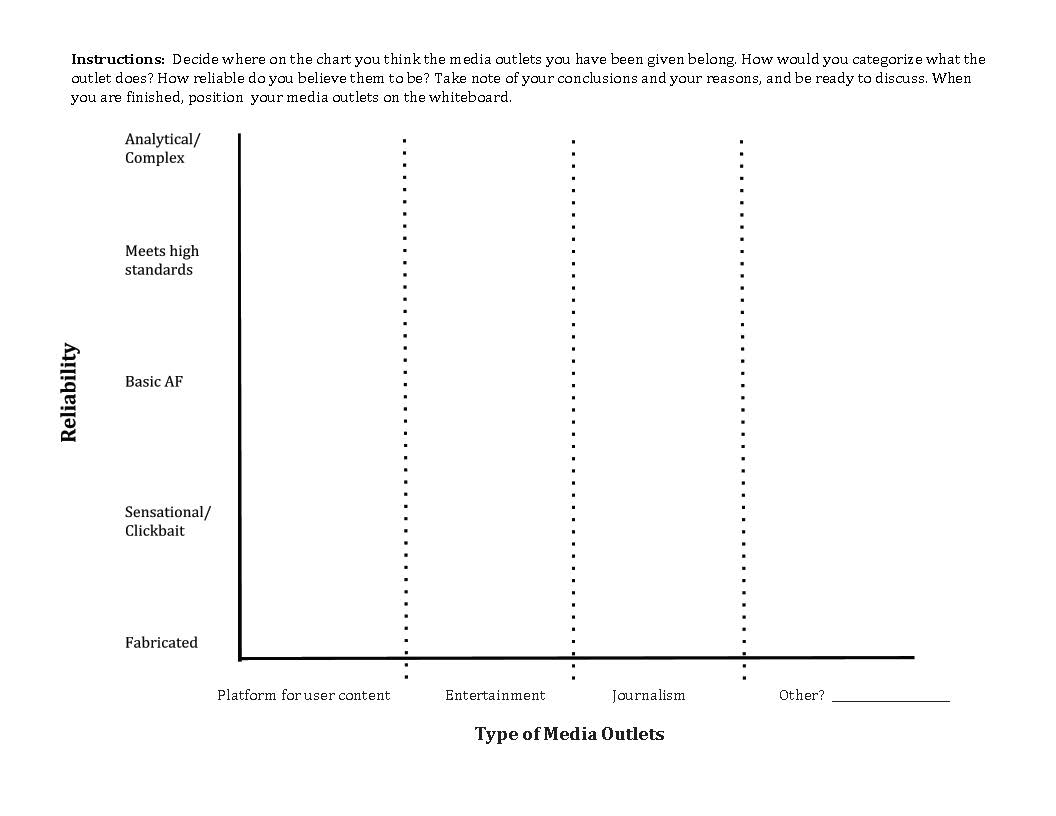 Instructions:  Decide where on the chart you think the media outlets you have been given belong. How would you categorize what the
outlet does? How reliable do you believe them to be? Take note of your conclusions and your reasons, and be ready to discuss. When
you are finished, position  your media outlets on the whiteboard.
Analytical/
Complex
Meets high
standards
Reliability
Basic AF
Sensational/
Clickbait
Fabricated
Platform for user content
Entertainment
Journalism
Other? ________________
Type of Media Outlets